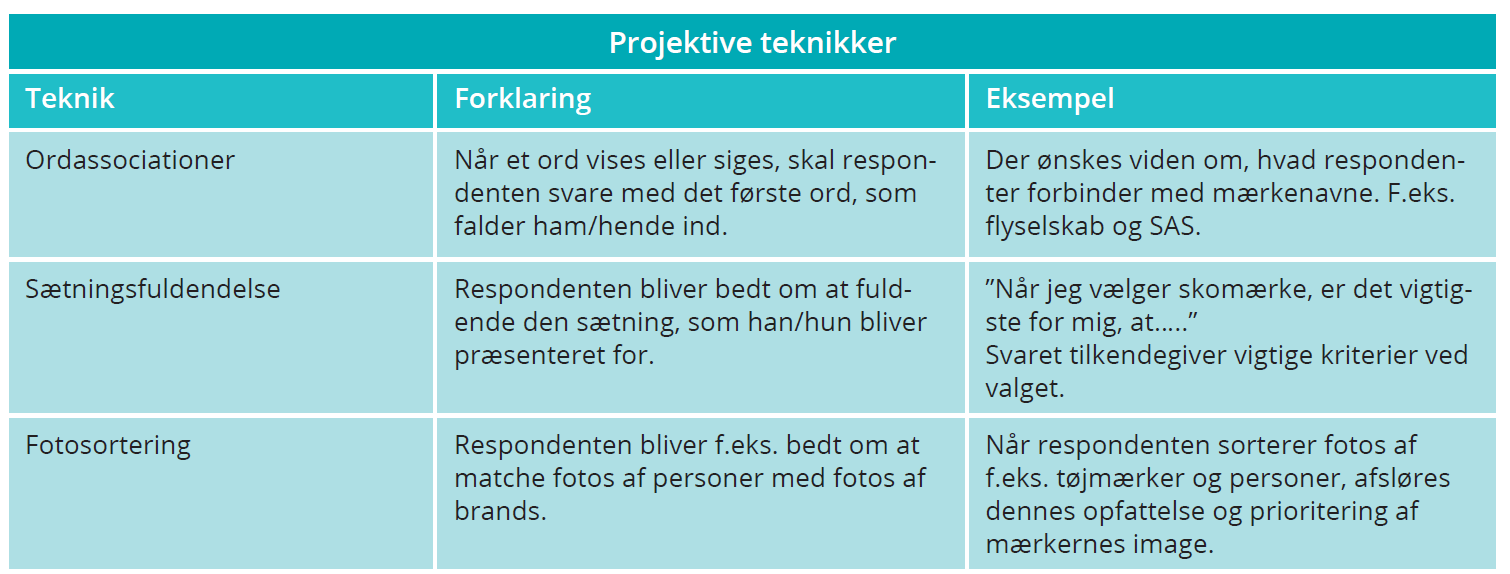 Projektive teknikker
Teknik
Forklaring
Eksempel
Ordassociationer
Når et ord vises eller siges, skal respon-
denten svare med det første ord, som
falder ham/hende ind.
Der ønskes viden om, hvad responden-
ter forbinder med mærkenavne. F.eks.
flyselskab og SAS.
Sætningsfuldendelse
Respondenten bliver bedt om at fuld-
ende den sætning, som han/hun bliver
præsenteret for.
”Når jeg vælger skomærke, er det vigtig-
ste for mig, at.....”
Svaret tilkendegiver vigtige kriterier ved
valget.
Fotosortering
Respondenten bliver f.eks. bedt om at
matche fotos af personer med fotos af
brands.
Når respondenten sorterer fotos af
f.eks. tøjmærker og personer, afsløres
dennes opfattelse og prioritering af
mærkernes image.